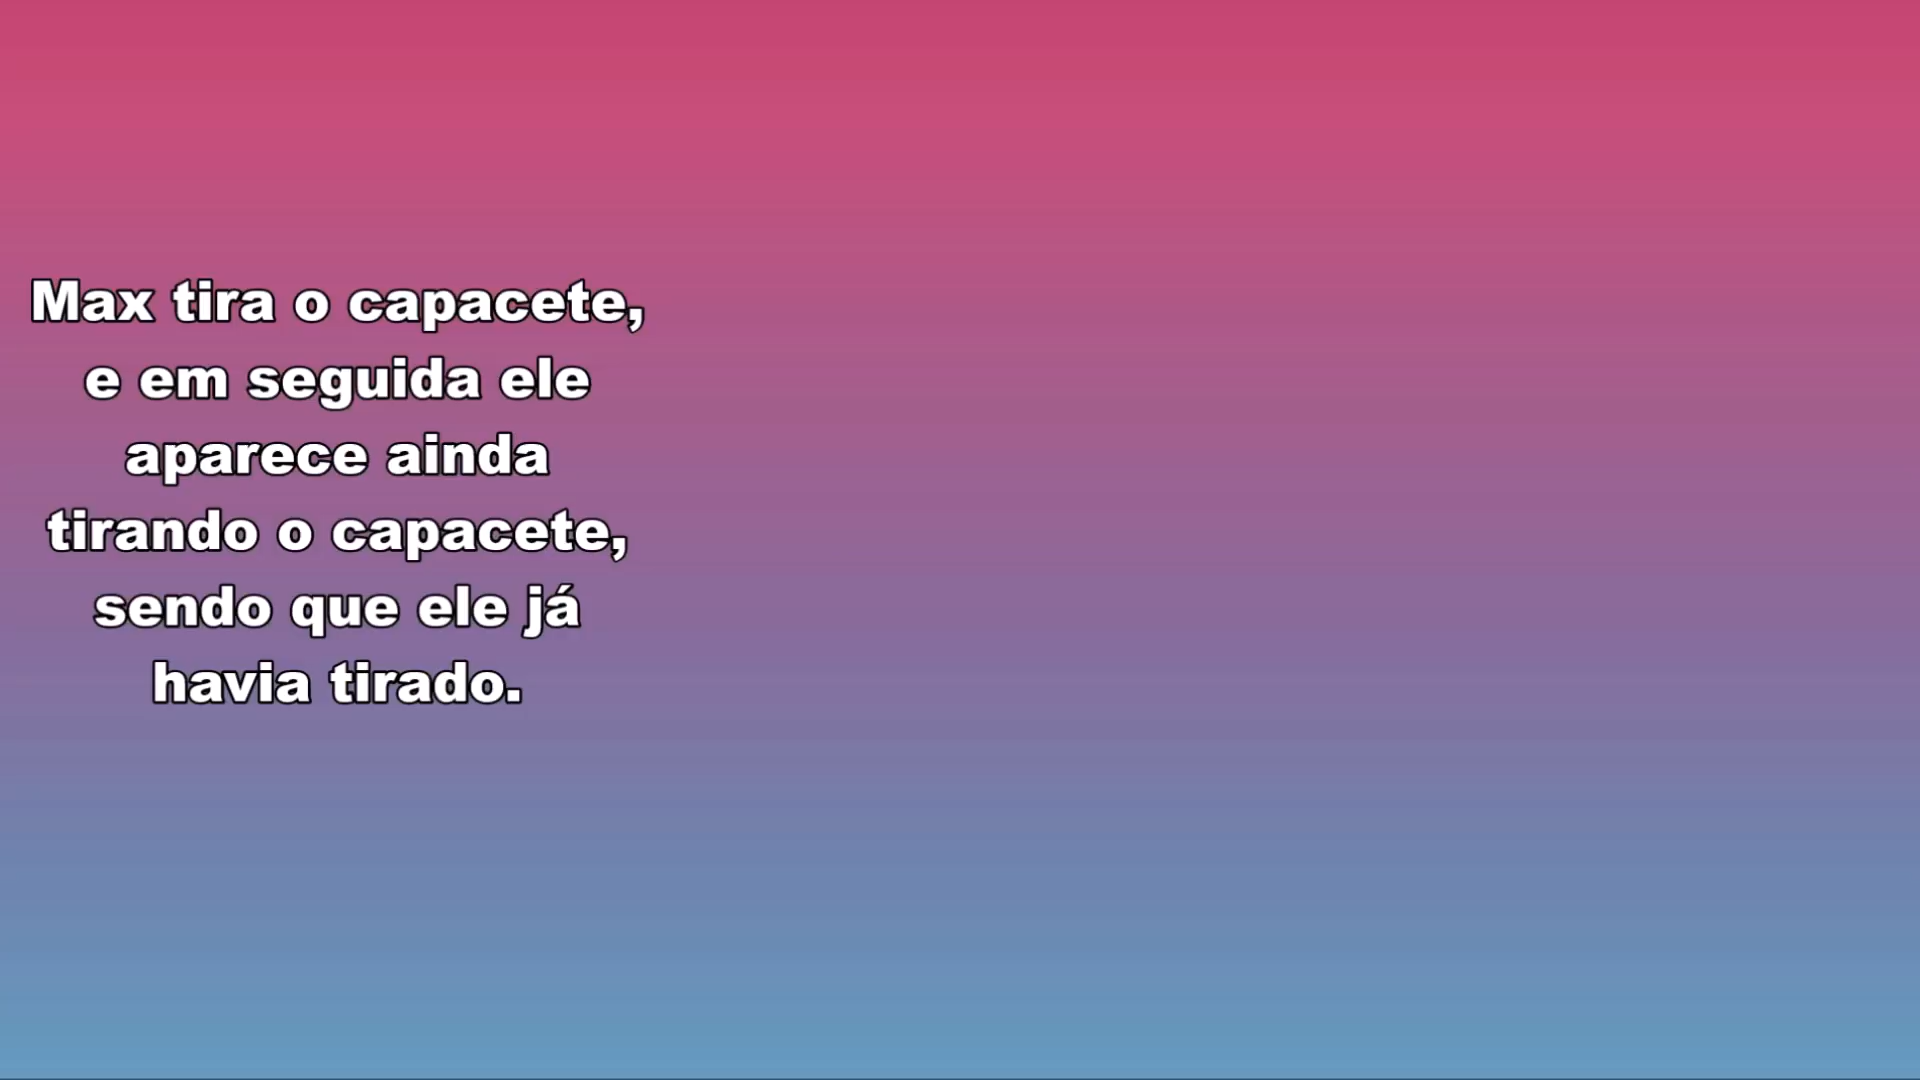 Max tira o capacete,
e em seguida ele
aparece ainda
tirando o capacete,
sendo que ele já
havia tirado.